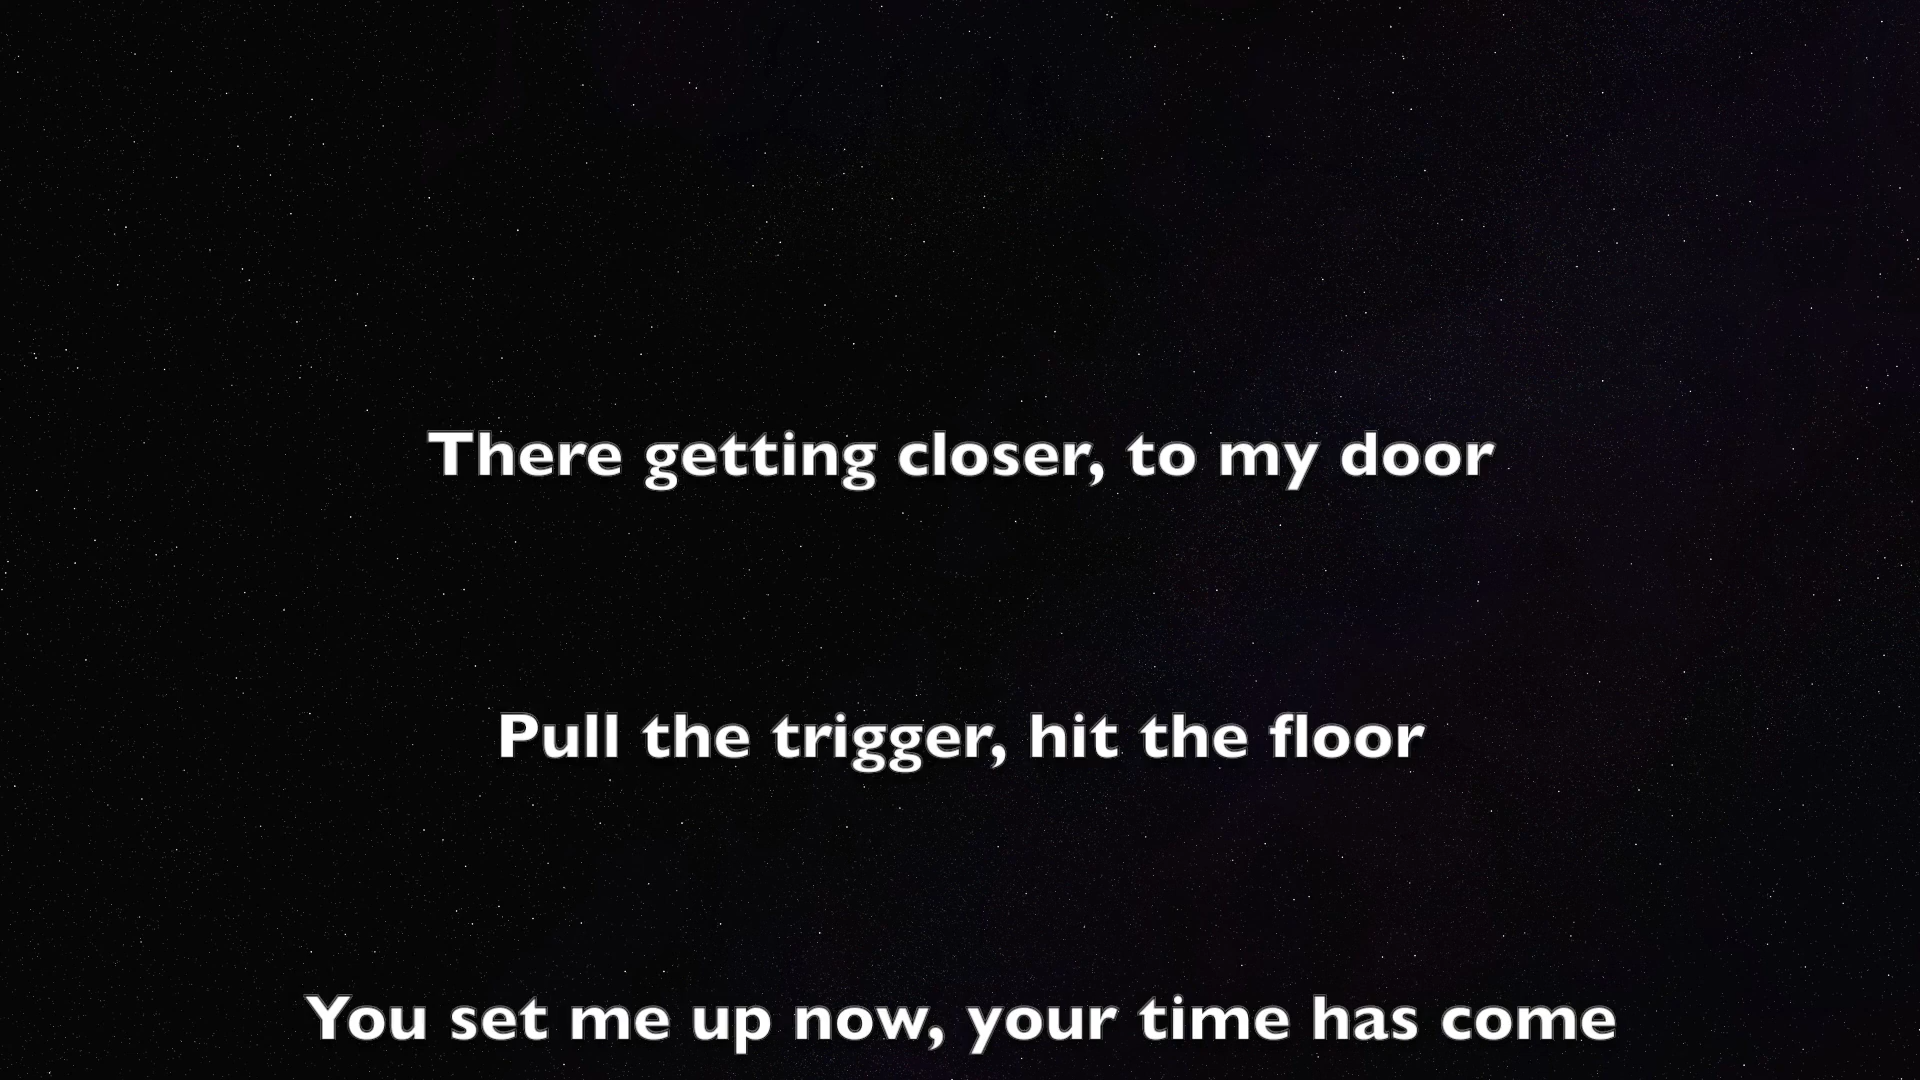 There getting closer, to my door
Pull the trigger, hit the floor
You set me up now, your time has come